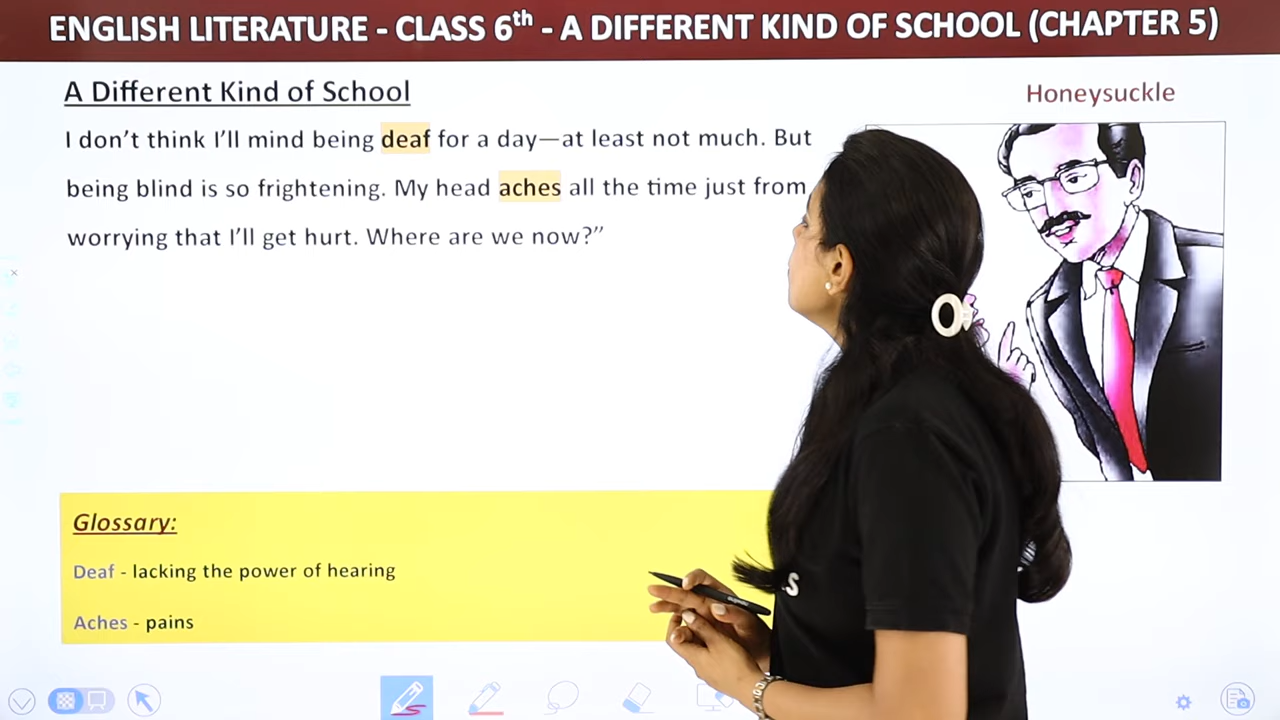 ENGLISH LITERATURE - CLASS 6th - A DIFFERENT KIND OF SCHOOL (CHAPTER 5)
A Different Kind of School
Honeysuckle
I don’t think I’ll mind being deaf for a day—at least not much. But
being blind is so frightening. My head aches all the time just from
worrying that I’ll get hurt. Where are we now?”
Glossary:
Deaf - lacking the power of hearing
Aches - pains